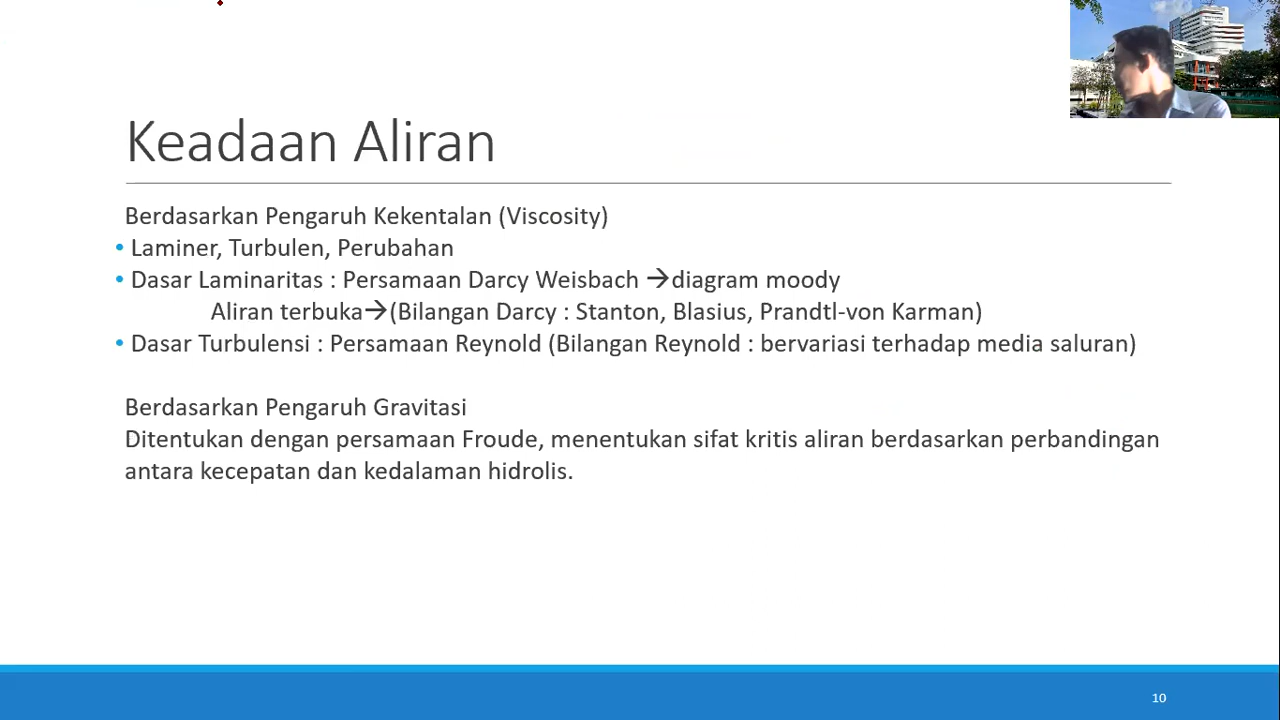 Keadaan Aliran
Berdasarkan Pengaruh Kekentalan (Viscosity)
• Laminer, Turbulen, Perubahan
• Dasar Laminaritas : Persamaan Darcy Weisbach →diagram moody
Aliran terbuka→(Bilangan Darcy : Stanton, Blasius, Prandtl-von Karman)
• Dasar Turbulensi : Persamaan Reynold (Bilangan Reynold : bervariasi terhadap media saluran)
Berdasarkan Pengaruh Gravitasi
Ditentukan dengan persamaan Froude, menentukan sifat kritis aliran berdasarkan perbandingan
antara kecepatan dan kedalaman hidrolis.
10